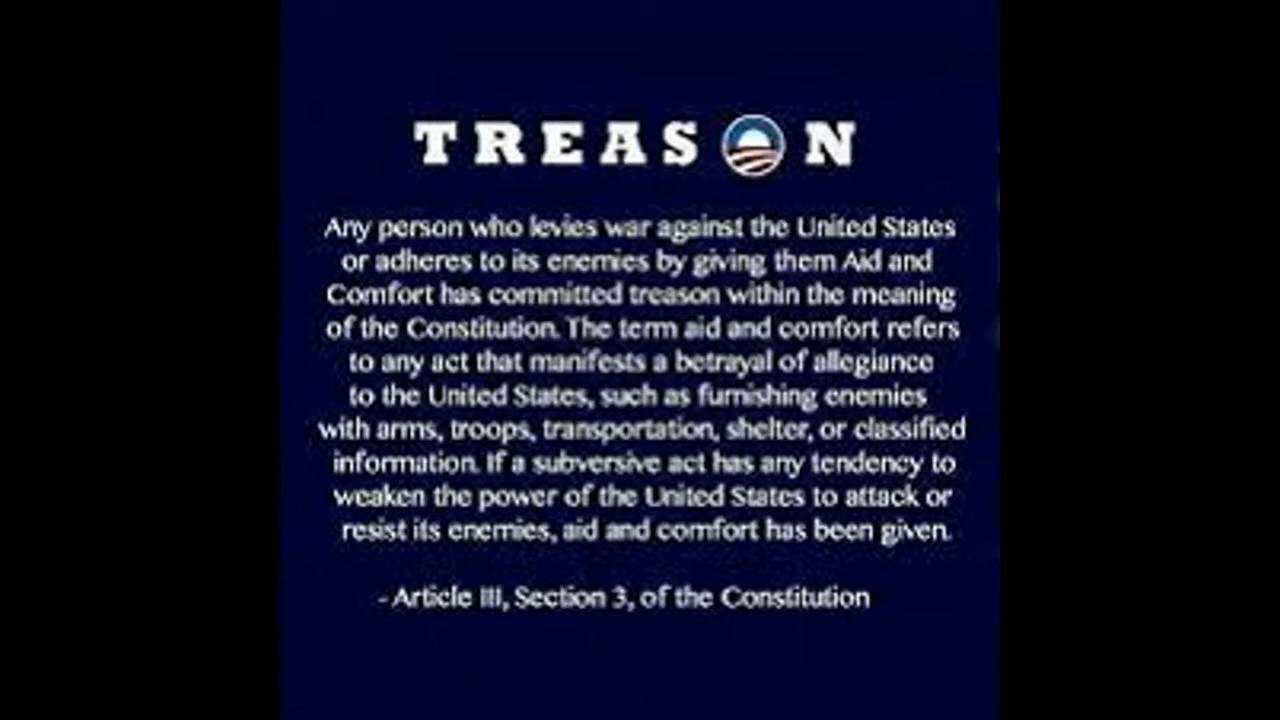 TREASON
Any person who levies war against the United States
or adheres to its enemies by giving them Aid and
Comfort has committed treason within the meaning
of the Constitution. The term aid and comfort refers
to any act that manifests a betrayal of allegiance
to the United States, such as furnishing enemies
with arms, troops, transportation, shelter, or classified
information. If a subversive act has any tendency to
weaken the power of the United States to attack or
resist its enemies, aid and comfort has been given.
- Article III, Section 3, of the Constitution